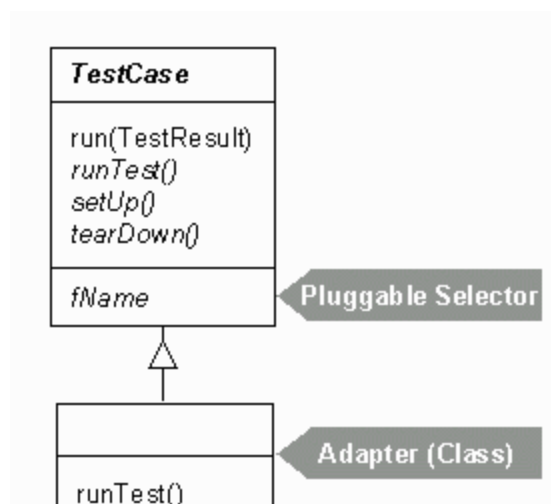 TestCase
run(TestResult)
runTest()
setUp()
tearDown()
fName
Pluggable Selector
Adapter (Class)
runTest()